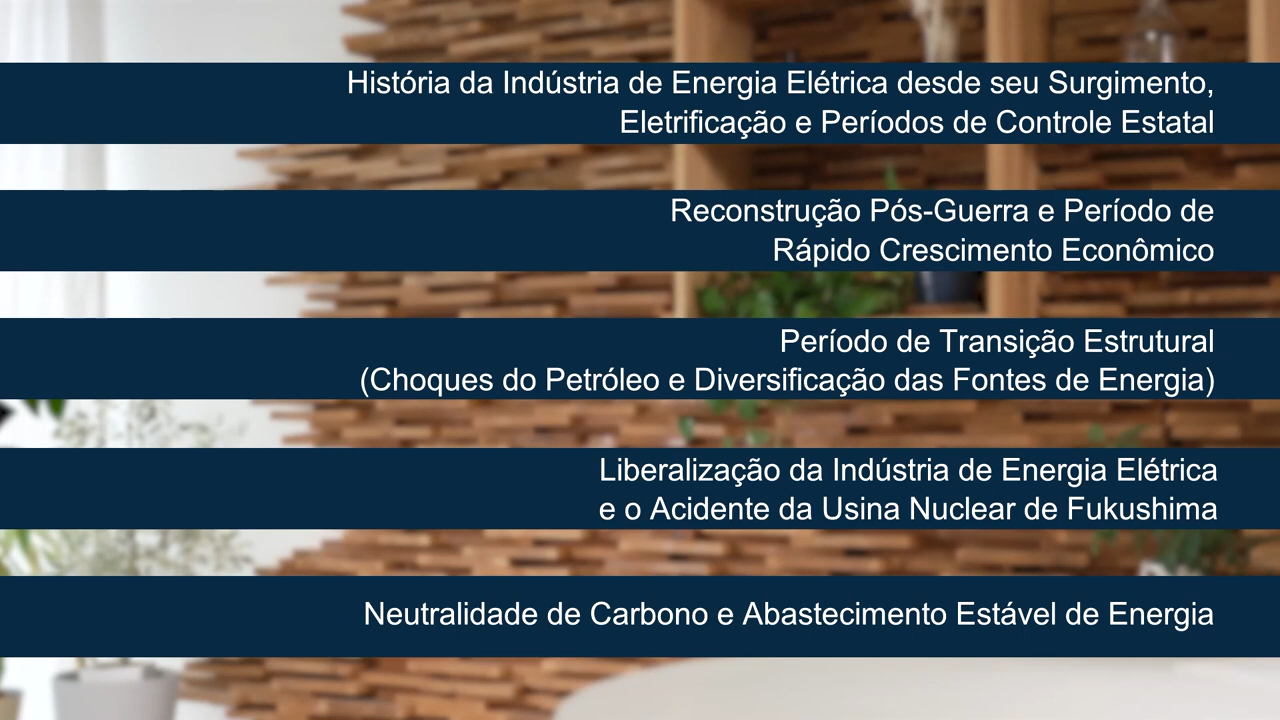 História da Indústria de Energia Elétrica desde seu Surgimento,
Eletrificação e Períodos de Controle Estatal
Reconstrução Pós-Guerra e Período de
Rápido Crescimento Econômico
Período de Transição Estrutural
(Choques do Petróleo e Diversificação das Fontes de Energia)
Liberalização da Indústria de Energia Elétrica
e o Acidente da Usina Nuclear de Fukushima
Neutralidade de Carbono e Abastecimento Estável de Energia